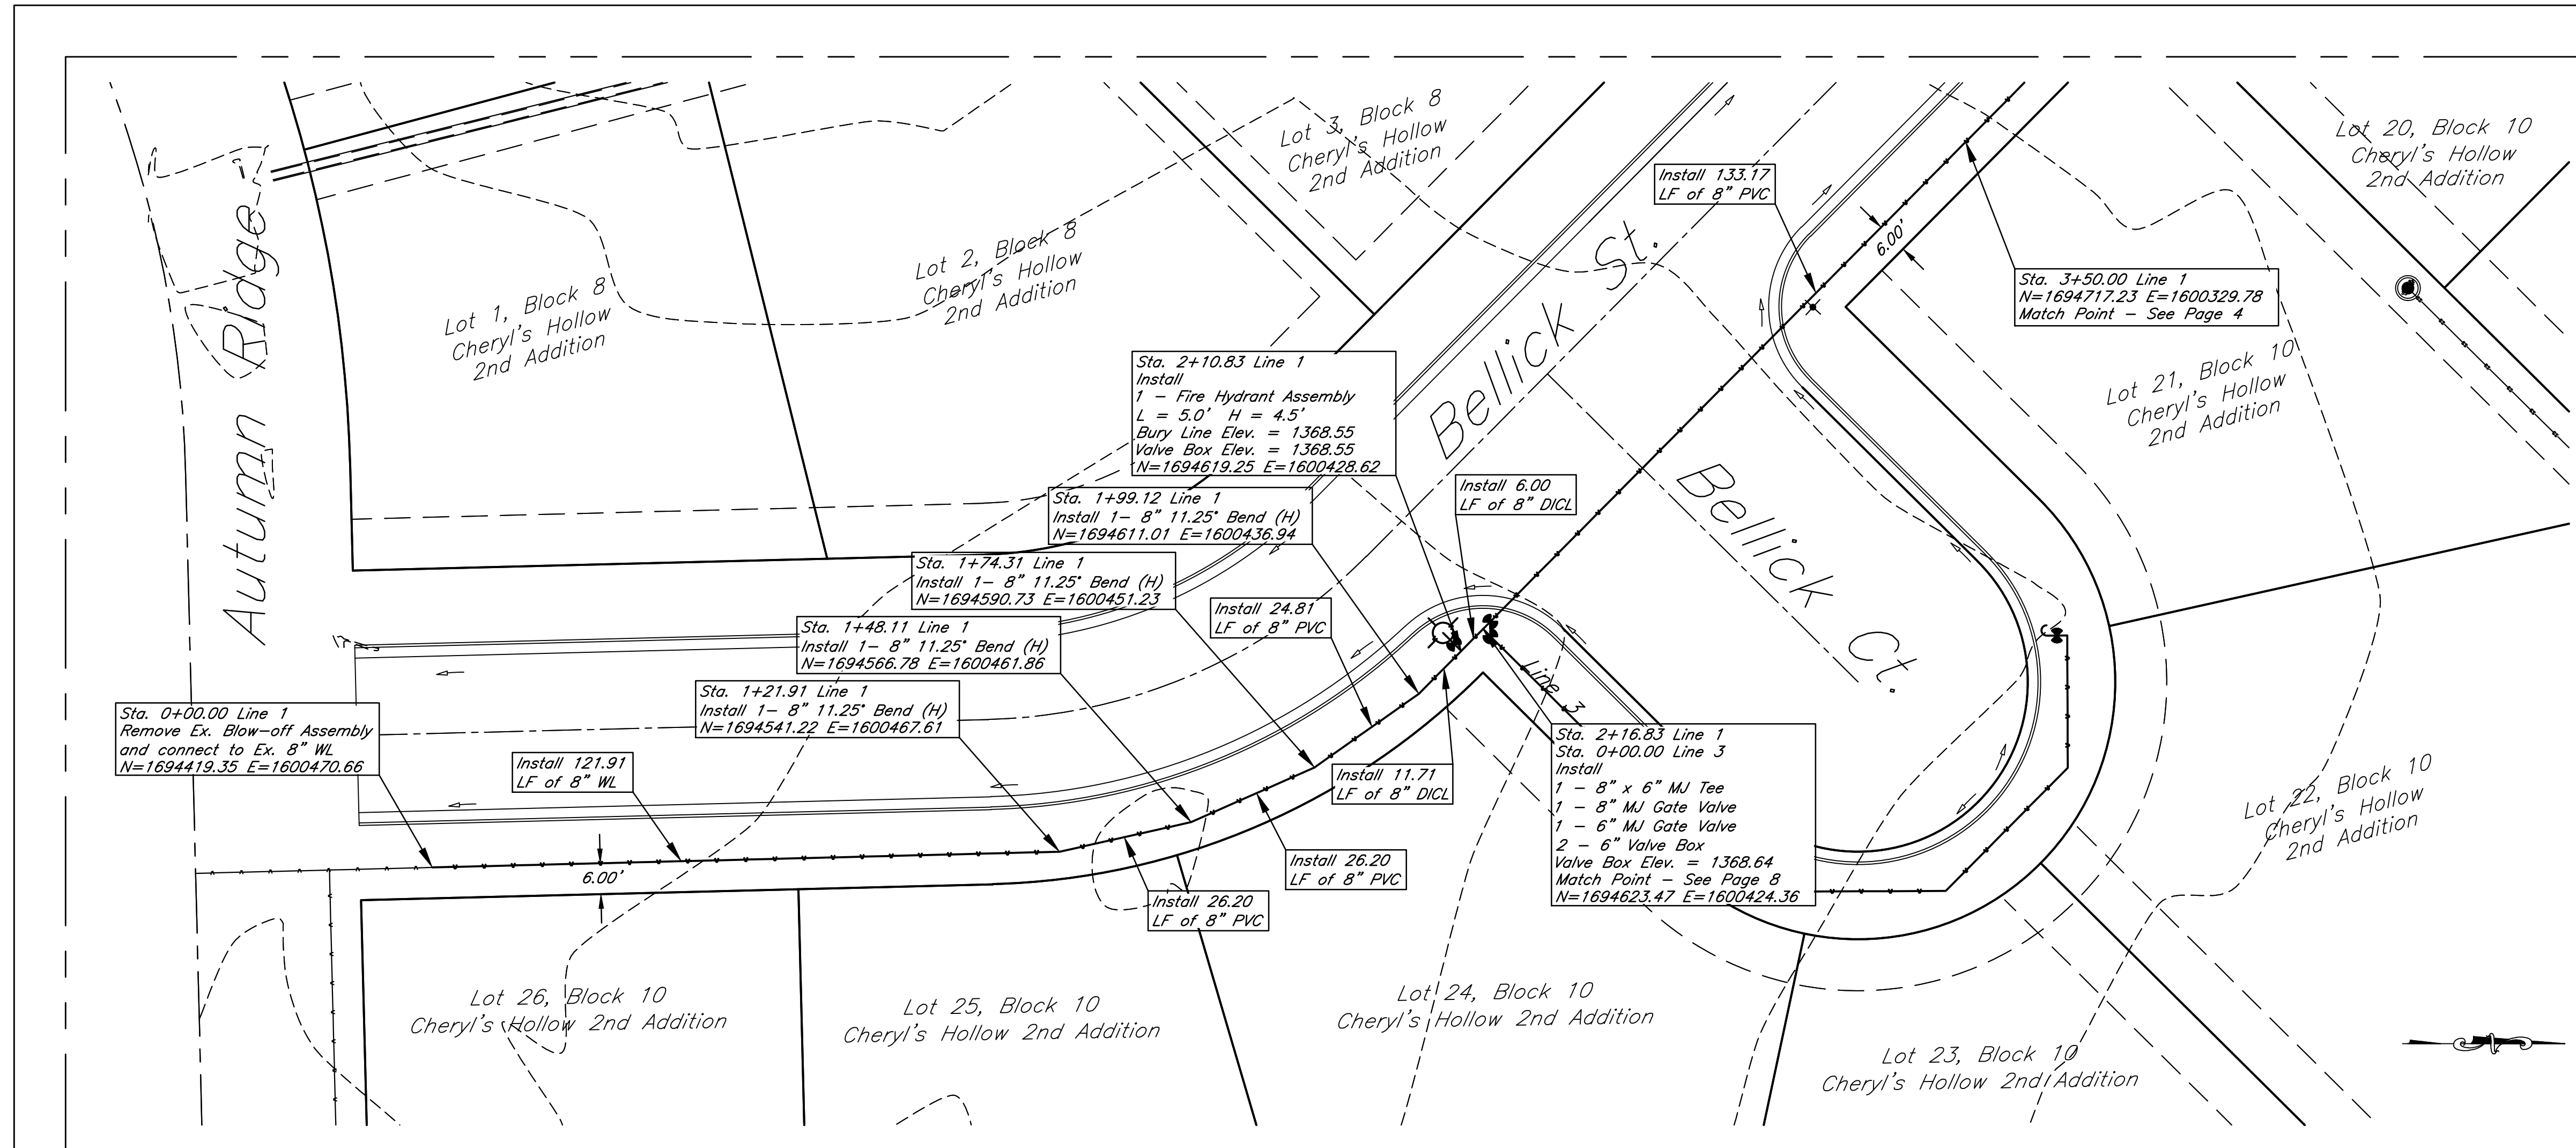 Lot 3, Block 8
Cheryl's Hollow
2nd Addition
Lot 20, Block 10
Cheryl's Hollow
2nd Addition
Install 133.17
LF of 8" PVC
6.00'
Autumn Ridge
Lot 1, Block 8
Cheryl's Hollow
2nd Addition
Lot 2, Block 8
Cheryl's Hollow
2nd Addition
Bellick St.
Sta. 3+50.00 Line 1
N=1694717.23 E=1600329.78
Match Point - See Page 4
Lot 21, Block 10
Cheryl's Hollow
2nd Addition
Sta. 2+10.83 Line 1
Install
1 - Fire Hydrant Assembly
L = 5.0' H = 4.5'
Bury Line Elev. = 1368.55
Valve Box Elev. = 1368.55
N=1694619.25 E=1600428.62
Sta. 1+99.12 Line 1
Install 1- 8" 11.25° Bend (H)
N=1694611.01 E=1600436.94
Install 6.00
LF of 8" DICL
Bellick Ct.
Sta. 1+74.31 Line 1
Install 1- 8" 11.25° Bend (H)
N=1694590.73 E=1600451.23
Install 24.81
LF of 8" PVC
Sta. 1+48.11 Line 1
Install 1- 8" 11.25° Bend (H)
N=1694566.78 E=1600461.86
Sta. 1+21.91 Line 1
Install 1- 8" 11.25° Bend (H)
N=1694541.22 E=1600467.61
Line 3
Sta. 0+00.00 Line 1
Remove Ex. Blow-off Assembly
and connect to Ex. 8" WL
N=1694419.35 E=1600470.66
Install 121.91
LF of 8" WL
Install 11.71
LF of 8" DICL
Sta. 2+16.83 Line 1
Sta. 0+00.00 Line 3
Install
1 - 8" x 6" MJ Tee
1 - 8" MJ Gate Valve
1 - 6" MJ Gate Valve
2 - 6" Valve Box
Valve Box Elev. = 1368.64
Match Point - See Page 8
N=1694623.47 E=1600424.36
Lot 22, Block 10
Cheryl's Hollow
2nd Addition
6.00'
Install 26.20
LF of 8" PVC
Install 26.20
LF of 8" PVC
Lot 26, Block 10
Cheryl's Hollow 2nd Addition
Lot 25, Block 10
Cheryl's Hollow 2nd Addition
Lot 24, Block 10
Cheryl's Hollow 2nd Addition
Lot 23, Block 10
Cheryl's Hollow 2nd Addition